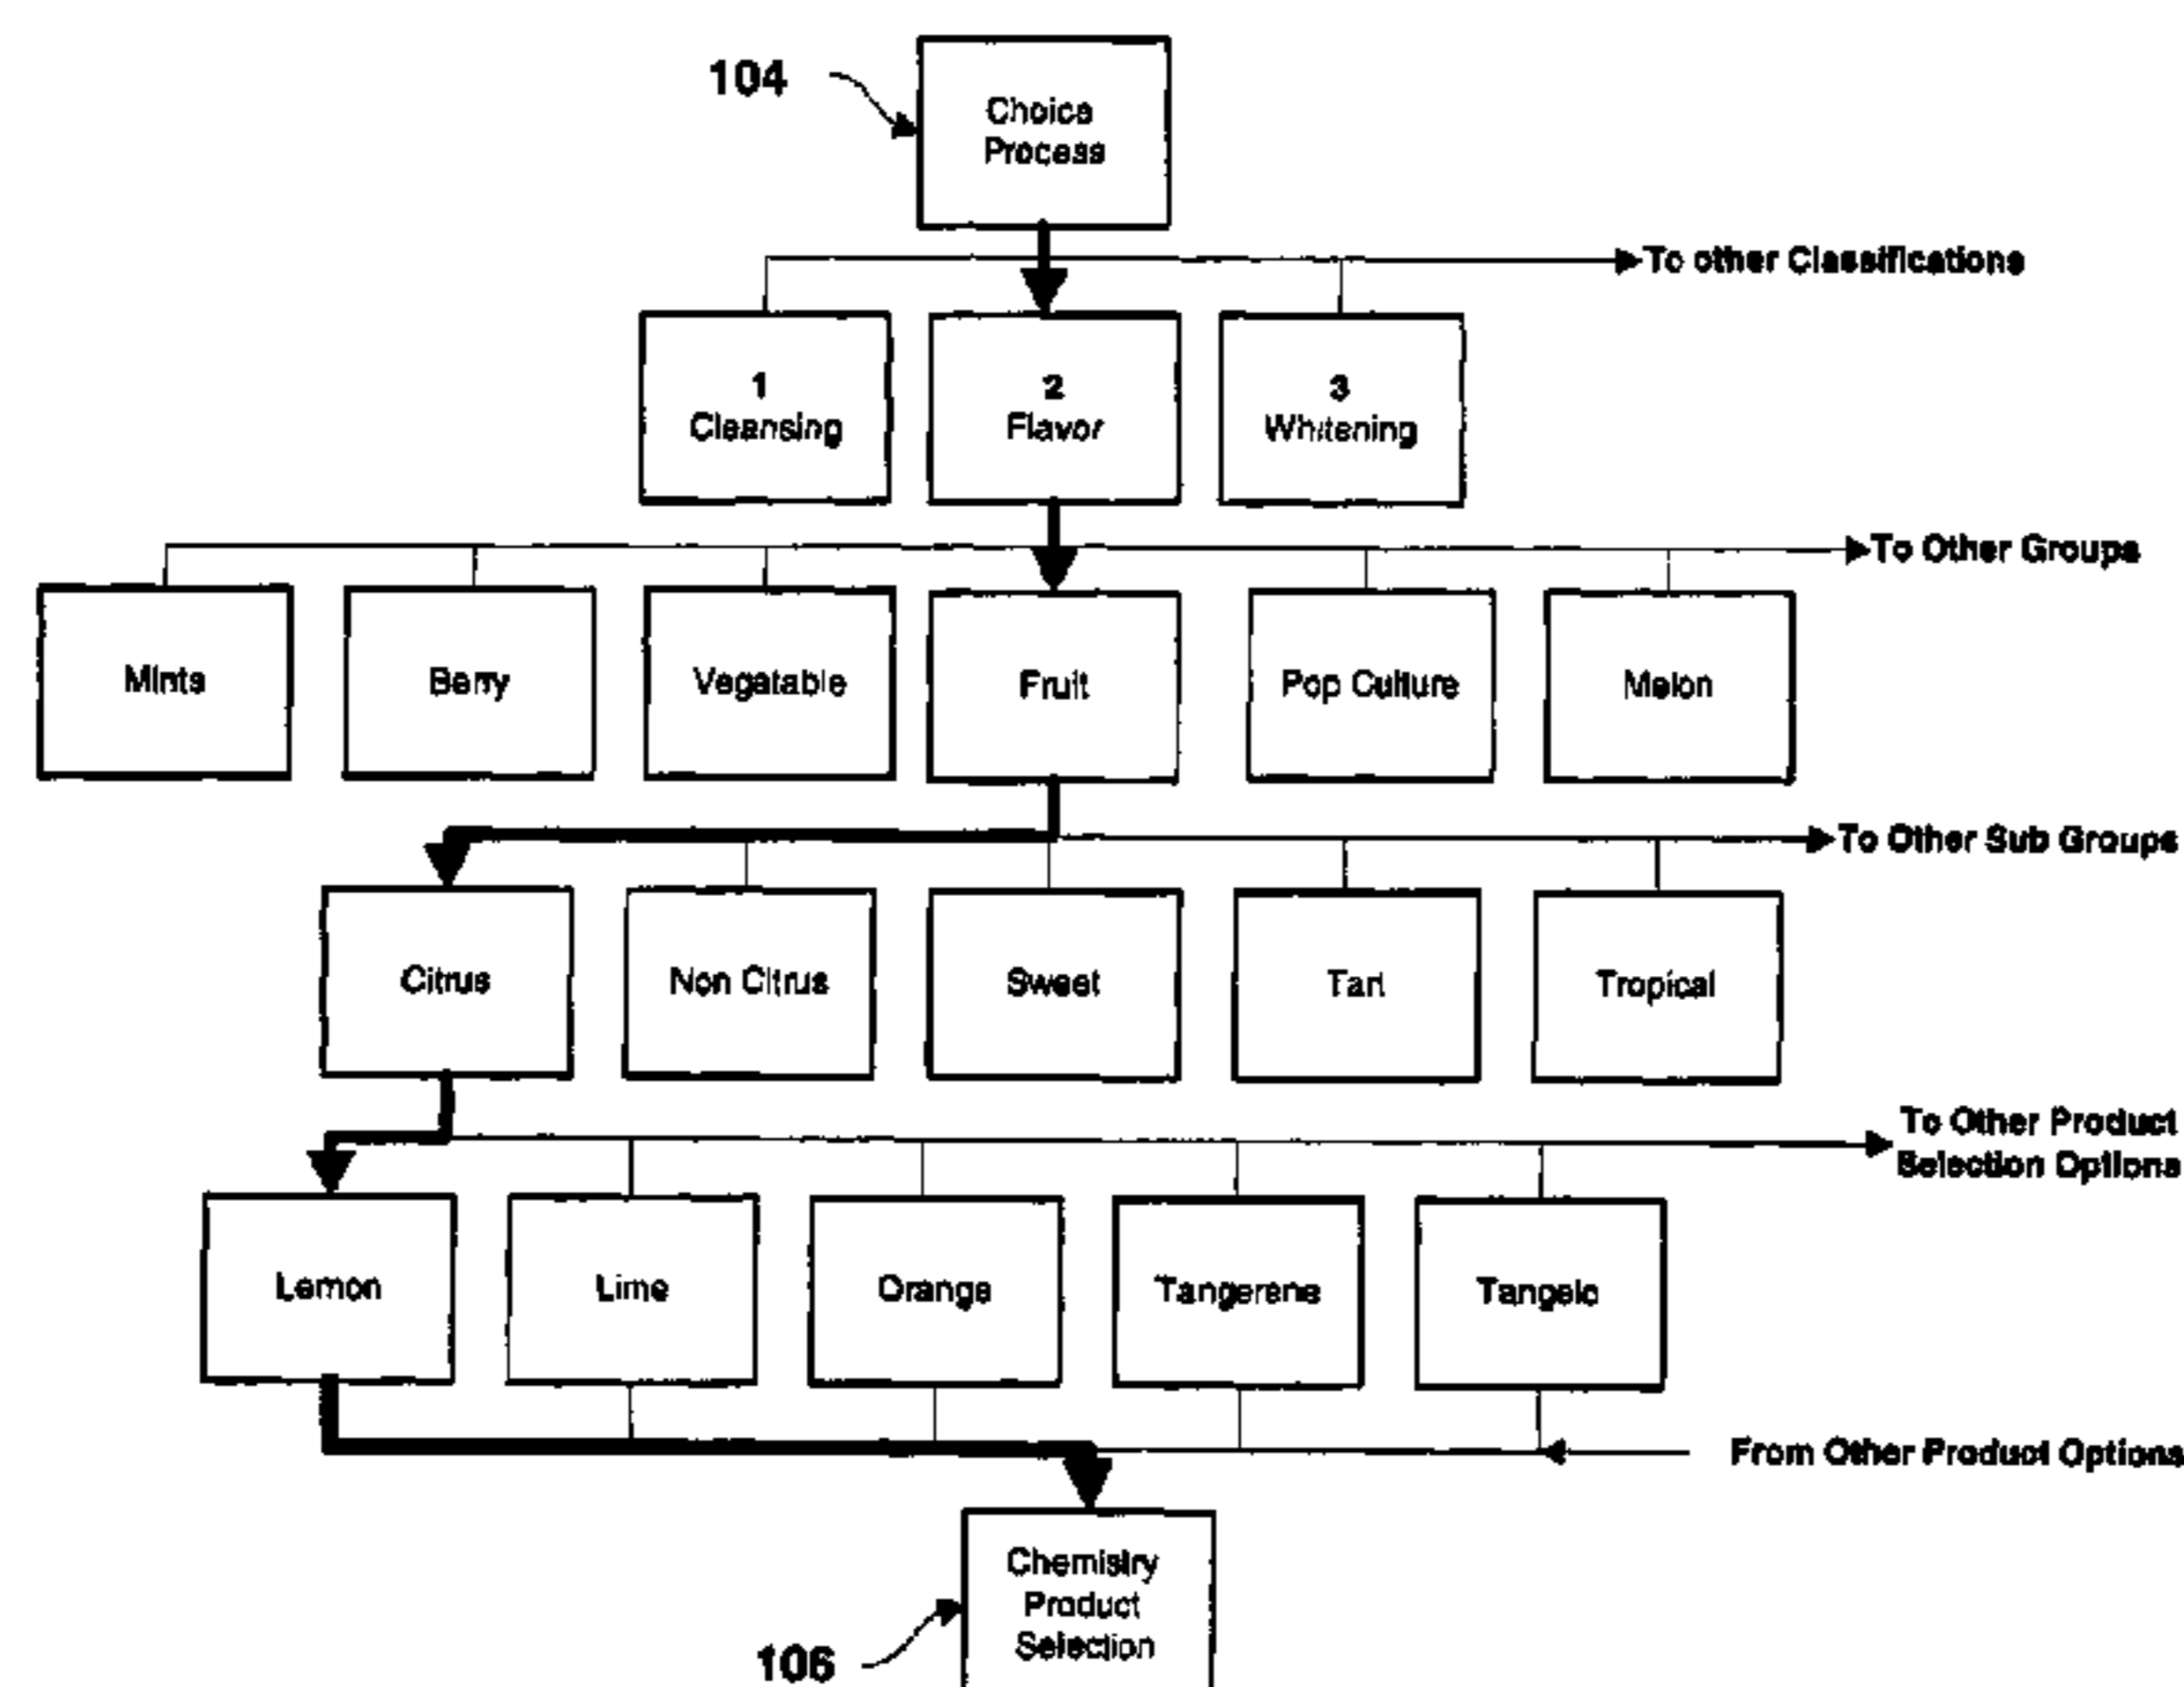 104
Choice
Process
To other Classifications
1
Cleansing
2
Flavor
3
Whitening
To Other Groups
Mints
Berry
Vegatable
Fruit
Pop Culture
Melon
To Other Sub Groups
Citrus
Non Citrus
Sweet
Tart
Tropical
To Other Product
Selection Options
Lemon
Lime
Orange
Tangerene
Tangelo
From Other Product Options
Chemistry
Product
Selection
106